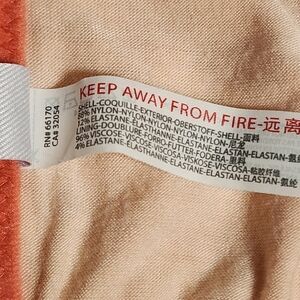 RN# 66170
CA# 32054
KEEP AWAY FROM FIRE-远离
SHELL-COQUILLE-EXTERIOR-OBERSTOFF-SHELL-面料
88% NYLON-NYLON-NYLON-NYLON-NYLON-尼龙
12% ELASTANE-ELASTHANNE-ELASTANO-ELASTAN-ELASTAN-氨纶
LINING-DOUBLURE-FORRO-FUTTER-FODERA-里料
96% VISCOSE-VISCOSE-VISCOSA-VISKOSE-VISCOSA-黏胶纤维
4% ELASTANE-ELASTHANNE-ELASTANO-ELASTAN-ELASTAN-氨纶